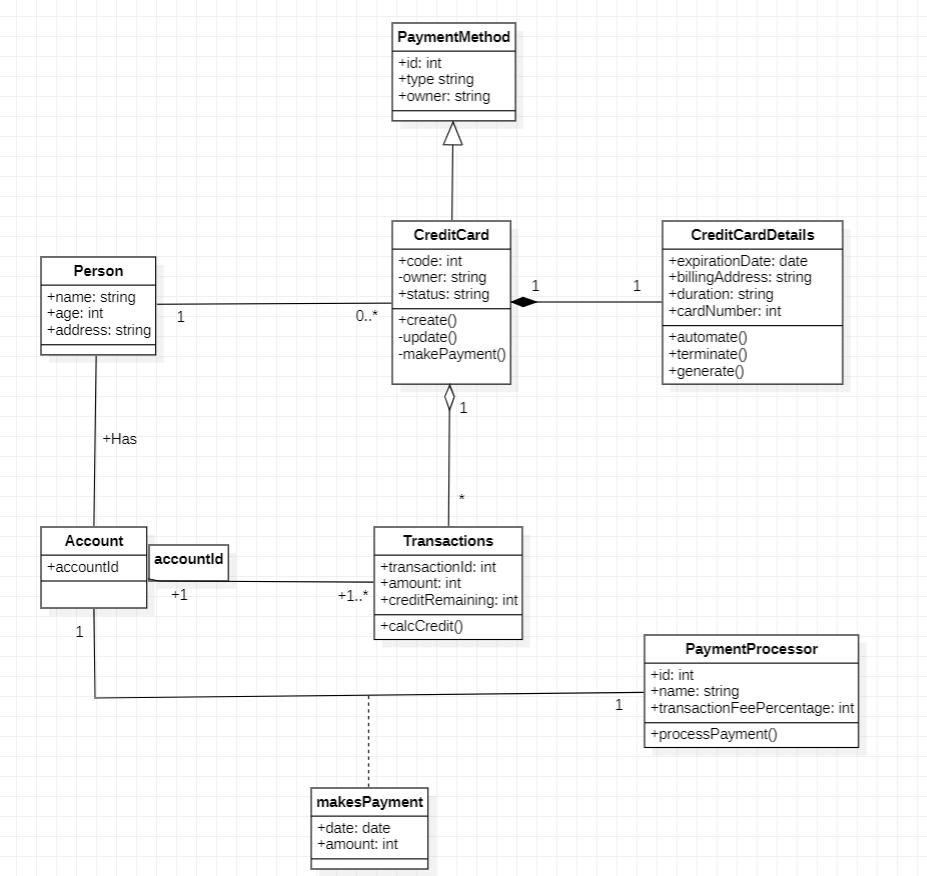 PaymentMethod
+id: int
+type string
+owner: string
CreditCard
+code: int
-owner: string
+status: string
+create()
-update()
-makePayment()
CreditCardDetails
+expirationDate: date
+billingAddress: string
+duration: string
+cardNumber: int
+automate()
+terminate()
+generate()
1
1
Person
+name: string
+age: int
+address: string
1
0..*
1
*
+Has
Account
+accountId
accountId
+1
+1..*
Transactions
+transactionId: int
+amount: int
+creditRemaining: int
+calcCredit()
1
1
PaymentProcessor
+id: int
+name: string
+transactionFeePercentage: int
+processPayment()
makesPayment
+date: date
+amount: int